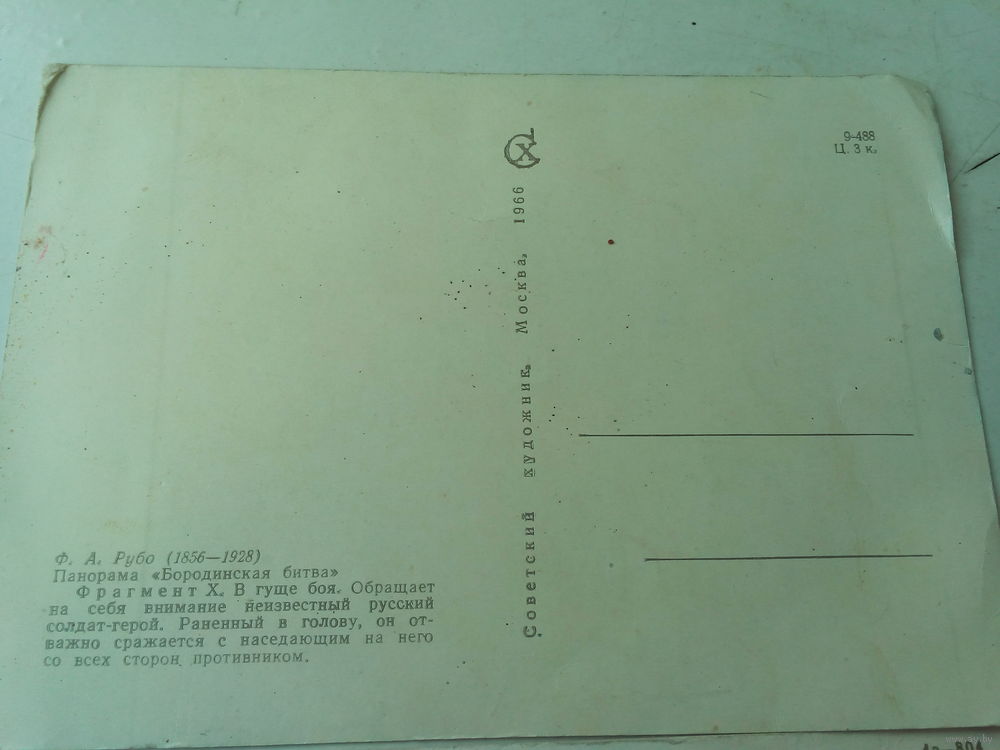 9-488
Ц. 3 к.
Советский художник, Москва, 1966
Ф. А. Рубо (1856—1928)
Панорама «Бородинская битва»
Фрагмент X. В гуще боя. Обращает
на себя внимание неизвестный русский
солдат-герой. Раненный в голову, он от-
важно сражается с наседающим на него
со всех сторон противником.